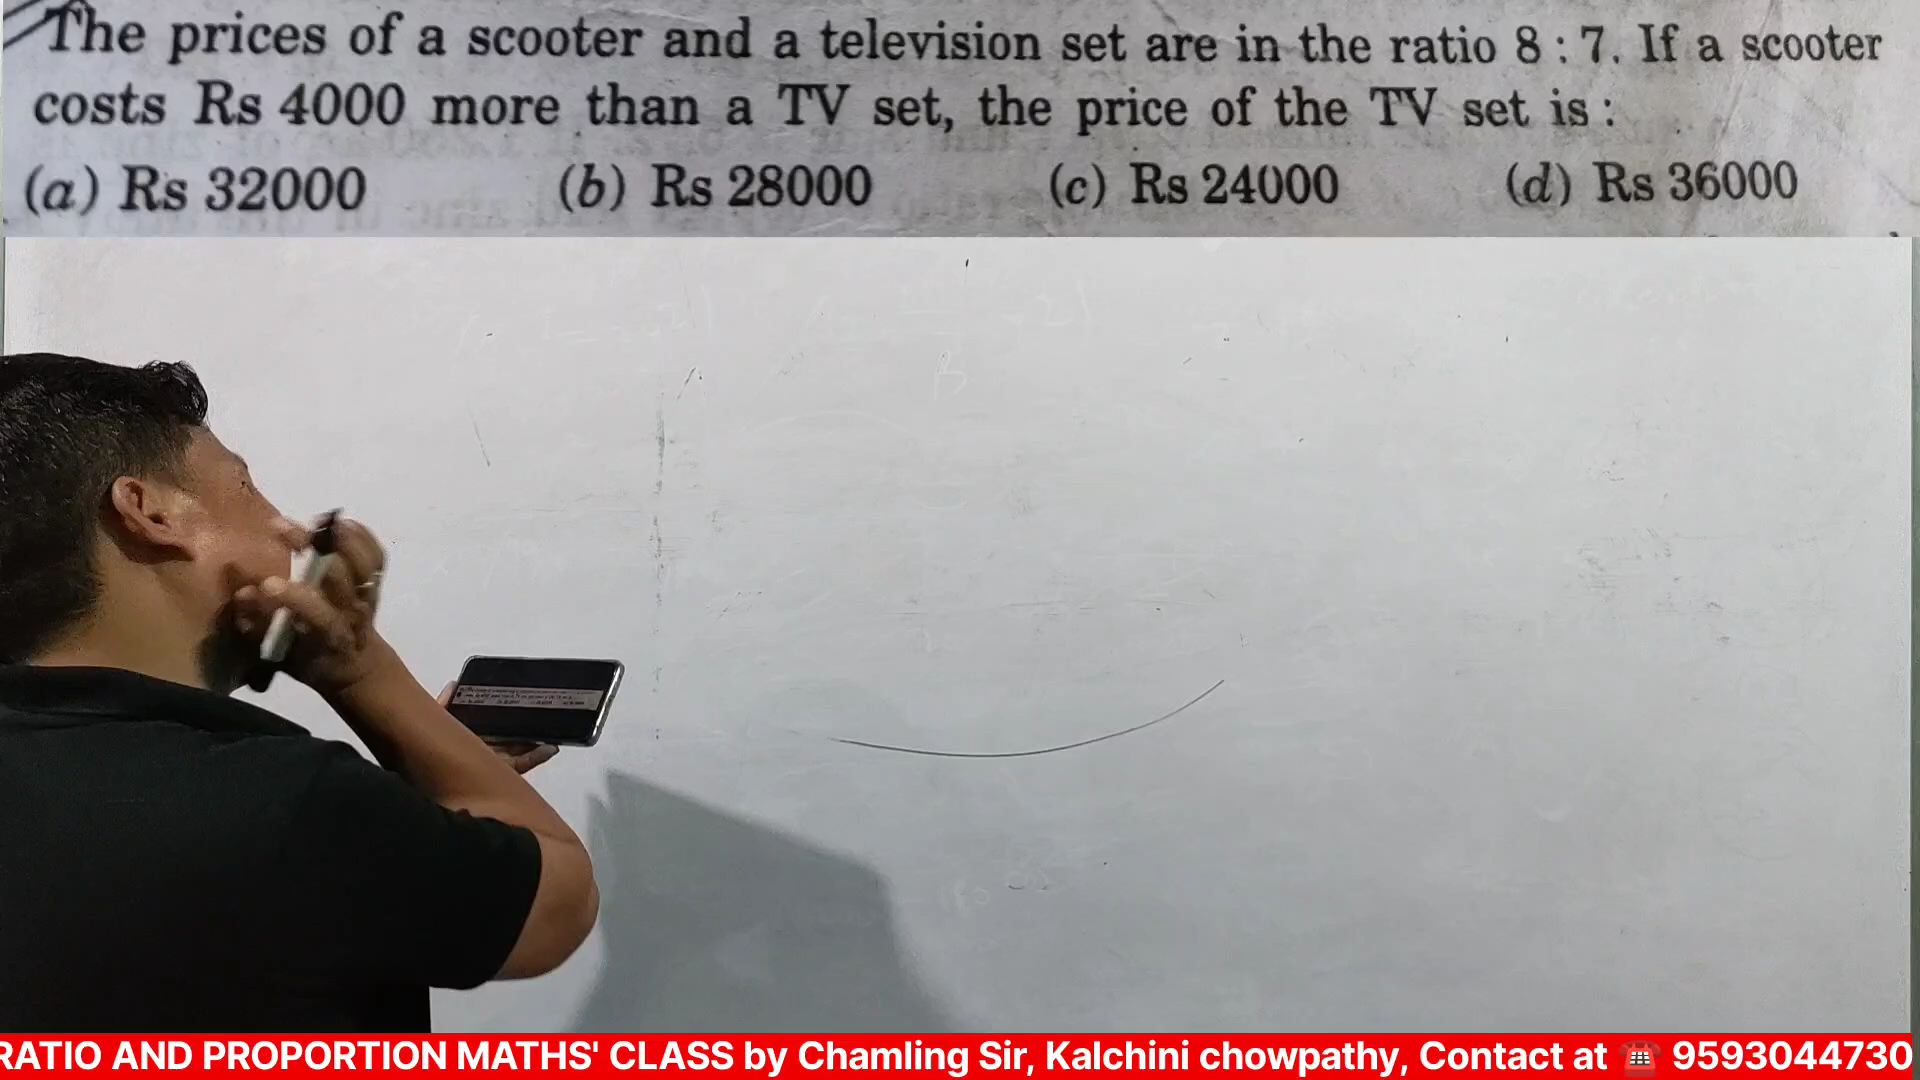 The prices of a scooter and a television set are in the ratio 8 : 7. If a scooter
costs Rs 4000 more than a TV set, the price of the TV set is :
(a) Rs 32000 (b) Rs 28000 (c) Rs 24000 (d) Rs 36000
RATIO AND PROPORTION MATHS' CLASS by Chamling Sir, Kalchini chowpathy, Contact at ☎ 9593044730